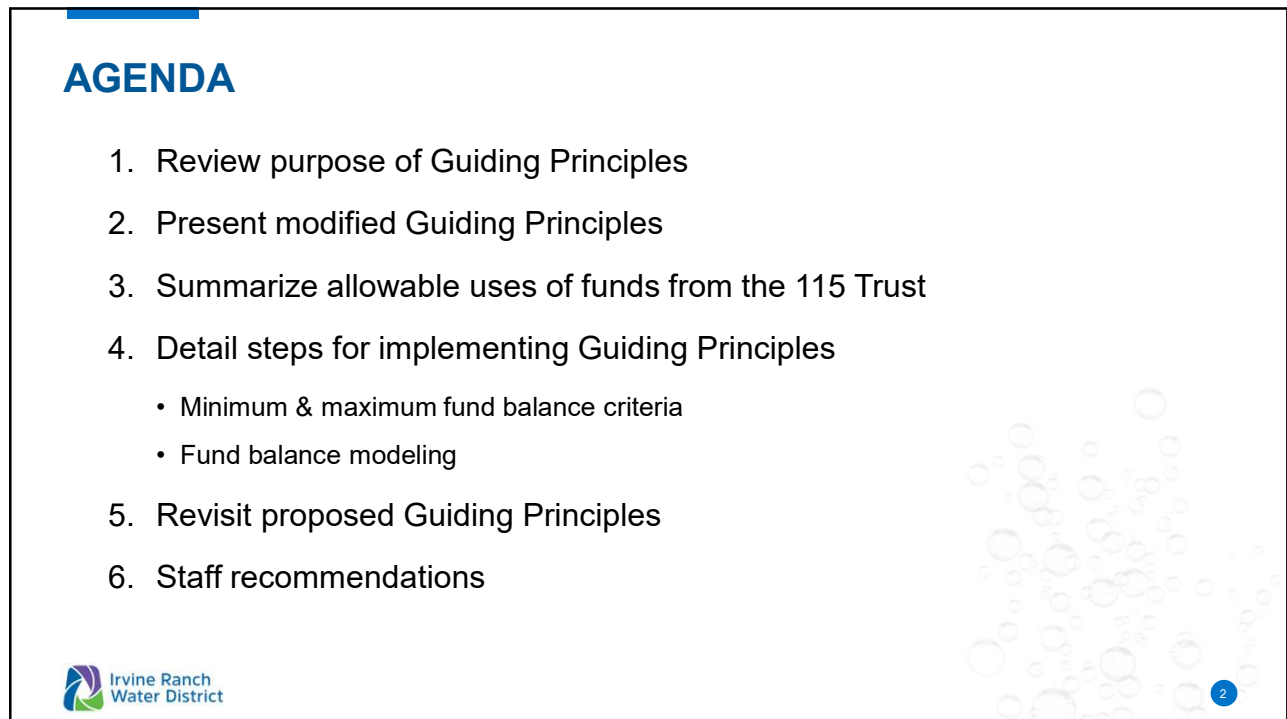 AGENDA
1. Review purpose of Guiding Principles
2. Present modified Guiding Principles
3. Summarize allowable uses of funds from the 115 Trust
4. Detail steps for implementing Guiding Principles
• Minimum & maximum fund balance criteria
• Fund balance modeling
5. Revisit proposed Guiding Principles
6. Staff recommendations
Irvine Ranch
Water District
2